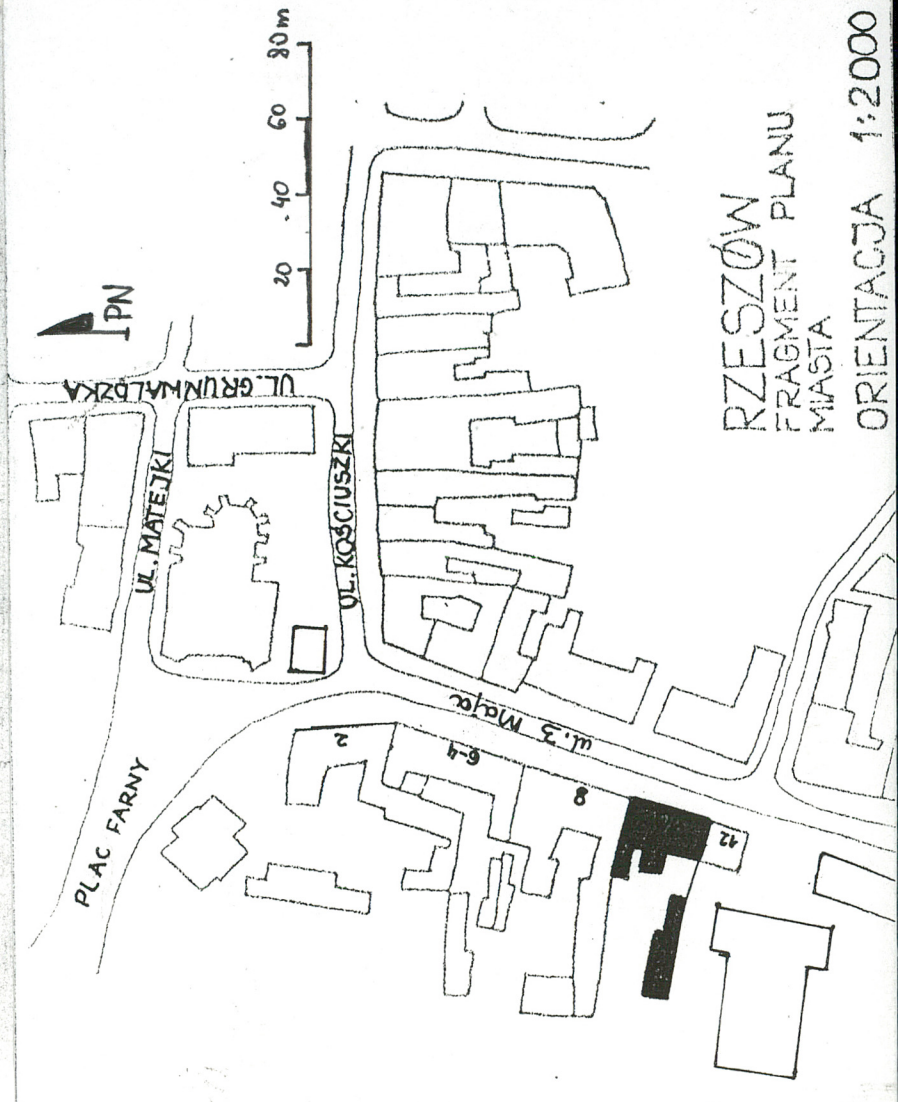 80 m
60
40
20
PN
UL. GRUNWALDZKA
UL. MATEJKI
UL. KOŚCIUSZKI
PLAC FARNY
ul. 3 Maja
2
6-4
8
12
RZESZÓW
FRAGMENT PLANU
MIASTA
ORIENTACJA 1:2000